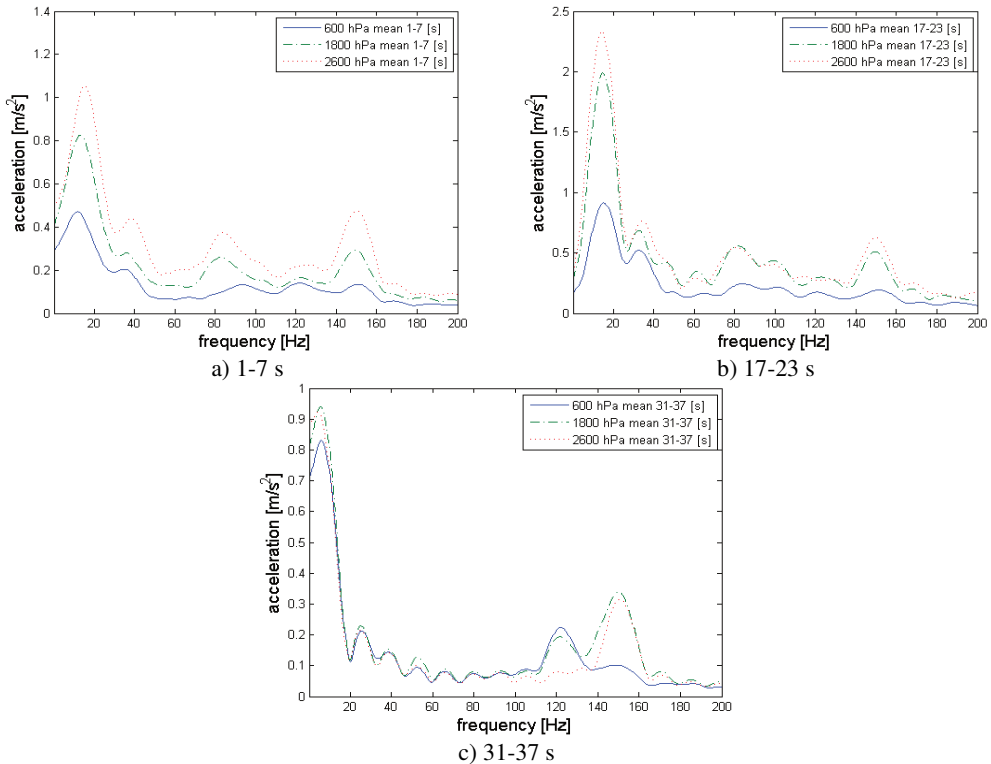 1.4
1.2
1
0.8
0.6
0.4
0.2
0
20 40 60 80 100 120 140 160 180 200
acceleration [m/s²]
frequency [Hz]
600 hPa mean 1-7 [s]
1800 hPa mean 1-7 [s]
2600 hPa mean 1-7 [s]
a) 1-7 s
2.5
2
1.5
1
0.5
0
20 40 60 80 100 120 140 160 180 200
acceleration [m/s²]
frequency [Hz]
600 hPa mean 17-23 [s]
1800 hPa mean 17-23 [s]
2600 hPa mean 17-23 [s]
b) 17-23 s
1
0.9
0.8
0.7
0.6
0.5
0.4
0.3
0.2
0.1
0
20 40 60 80 100 120 140 160 180 200
acceleration [m/s²]
frequency [Hz]
600 hPa mean 31-37 [s]
1800 hPa mean 31-37 [s]
2600 hPa mean 31-37 [s]
c) 31-37 s